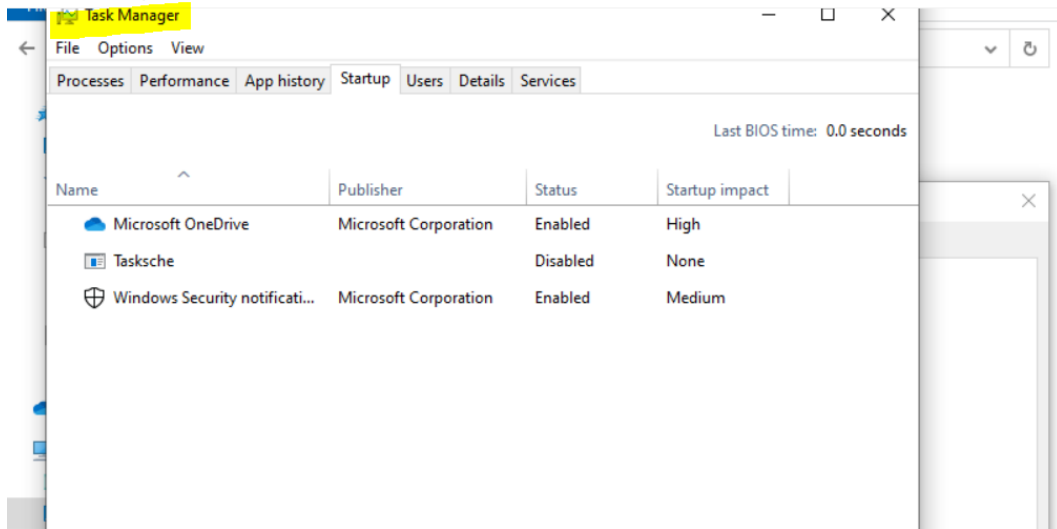 Task Manager
File Options View
Processes Performance App history Startup Users Details Services
Last BIOS time: 0.0 seconds
Name Publisher Status Startup impact
Microsoft OneDrive Microsoft Corporation Enabled High
Tasksche Disabled None
Windows Security notificati... Microsoft Corporation Enabled Medium